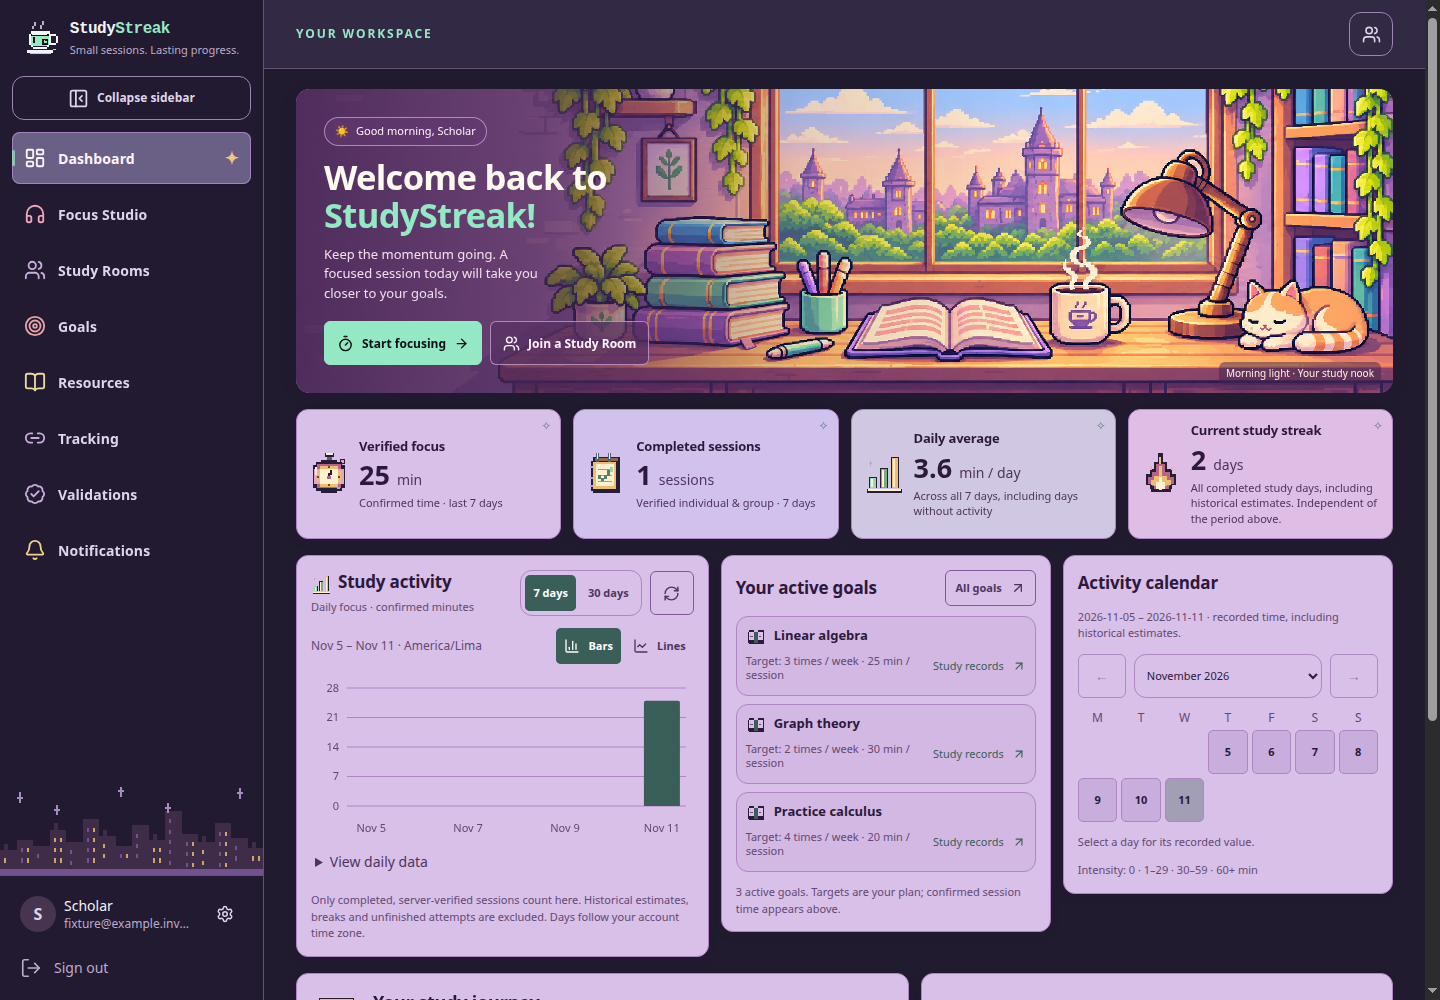 StudyStreak
Small sessions. Lasting progress.
Collapse sidebar
Dashboard
Focus Studio
Study Rooms
Goals
Resources
Tracking
Validations
Notifications
S
Scholar
fixture@example.inv...
Sign out
YOUR WORKSPACE
Good morning, Scholar
Welcome back to
StudyStreak!
Keep the momentum going. A
focused session today will take you
closer to your goals.
Start focusing →
Join a Study Room
Morning light · Your study nook
Verified focus
25 min
Confirmed time · last 7 days
Completed sessions
1 sessions
Verified individual & group · 7 days
Daily average
3.6 min / day
Across all 7 days, including days
without activity
Current study streak
2 days
All completed study days, including
historical estimates. Independent of
the period above.
Study activity
Daily focus · confirmed minutes
7 days
30 days
Nov 5 – Nov 11 · America/Lima
Bars
Lines
28
21
14
7
0
Nov 5
Nov 7
Nov 9
Nov 11
View daily data
Only completed, server-verified sessions count here. Historical estimates,
breaks and unfinished attempts are excluded. Days follow your account
time zone.
Your active goals
All goals
Linear algebra
Target: 3 times / week · 25 min /
session
Study records
Graph theory
Target: 2 times / week · 30 min /
session
Study records
Practice calculus
Target: 4 times / week · 20 min /
session
Study records
3 active goals. Targets are your plan; confirmed session
time appears above.
Activity calendar
2026-11-05 – 2026-11-11 · recorded time, including
historical estimates.
←
November 2026
→
M T W T F S S
5 6 7 8
9 10 11
Select a day for its recorded value.
Intensity: 0 · 1–29 · 30–59 · 60+ min
Your study journey